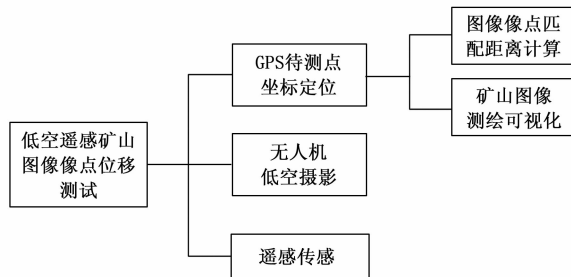 低空遥感矿山
图像像点位移
测试
GPS待测点
坐标定位
图像像点匹
配距离计算
矿山图像
测绘可视化
无人机
低空摄影
遥感传感